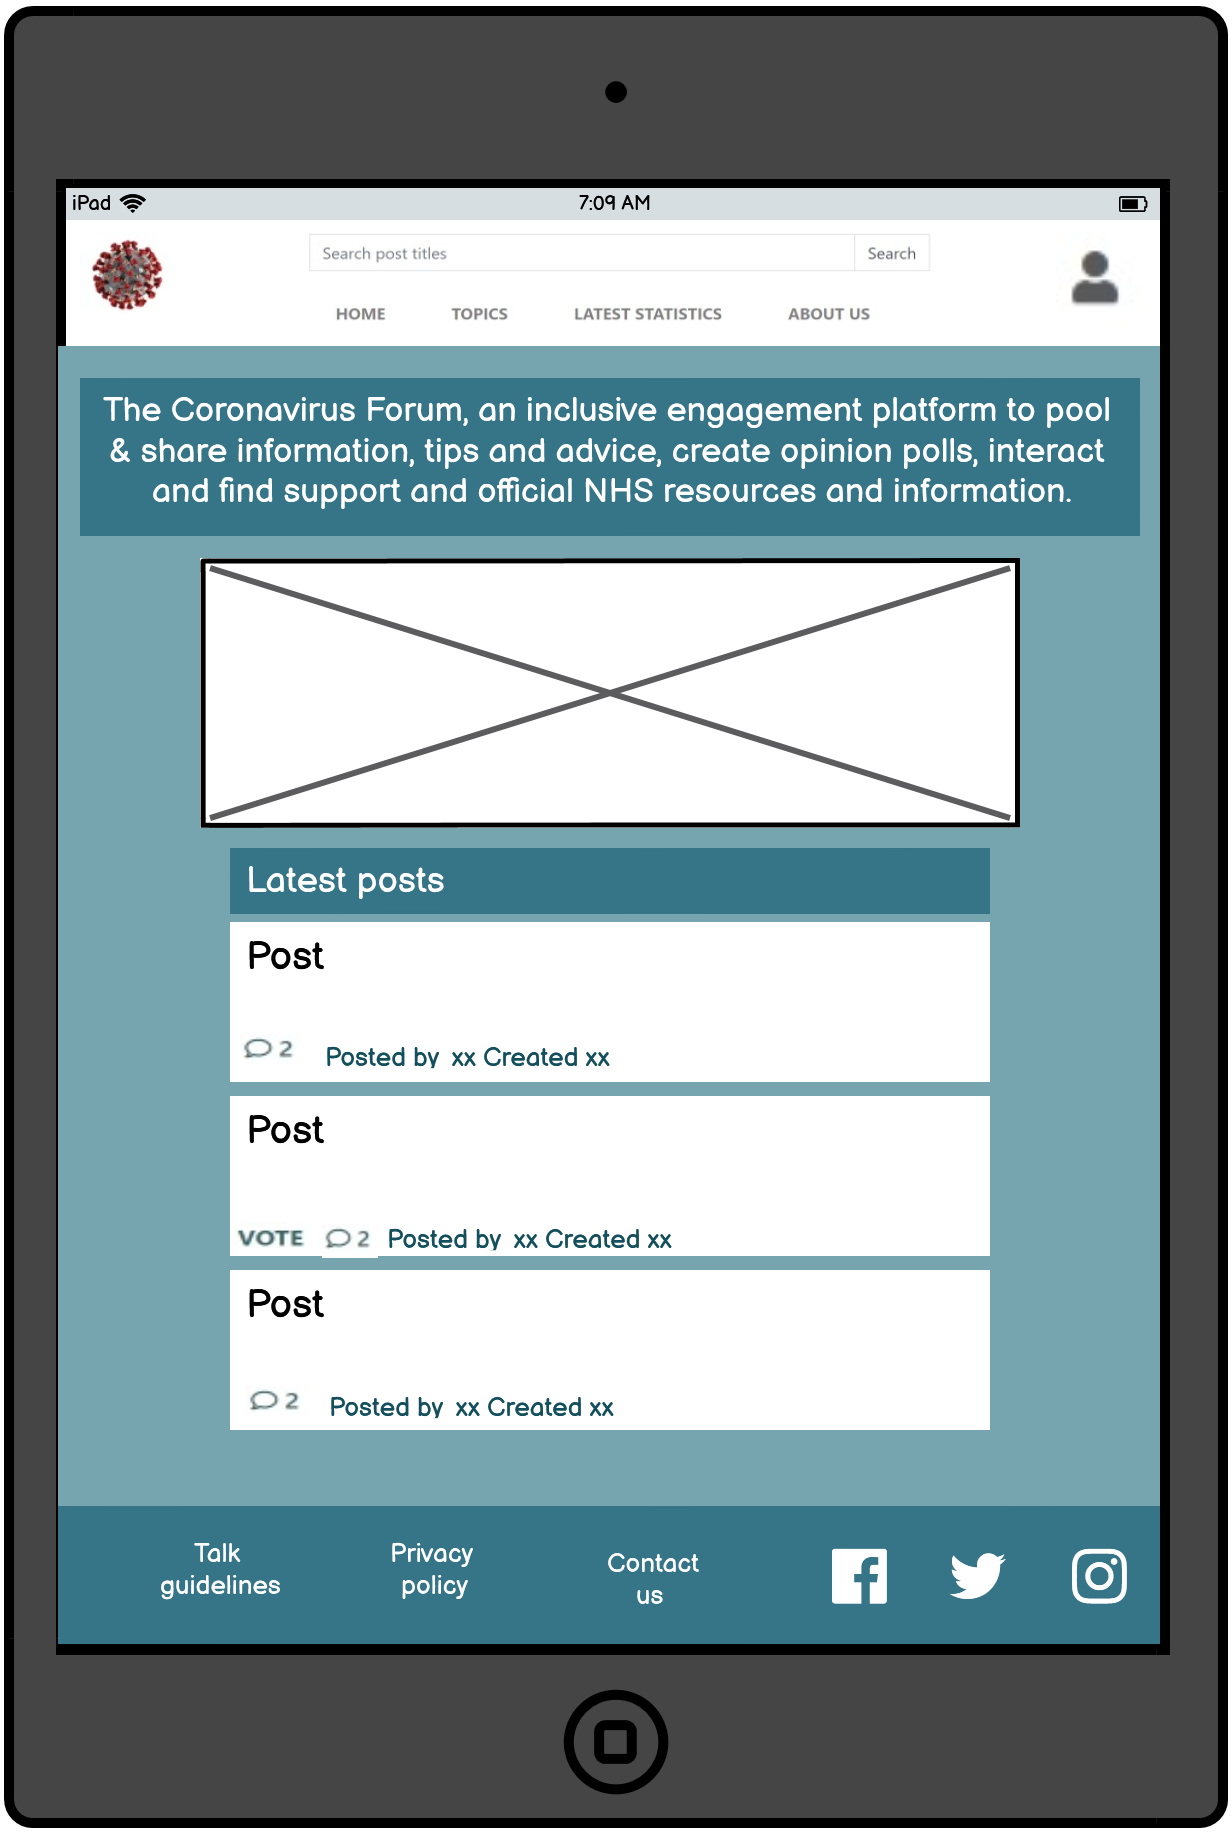 iPad 7:09 AM
Search post titles Search
HOME TOPICS LATEST STATISTICS ABOUT US
The Coronavirus Forum, an inclusive engagement platform to pool
& share information, tips and advice, create opinion polls, interact
and find support and official NHS resources and information.
Latest posts
Post
2 Posted by xx Created xx
Post
VOTE 2 Posted by xx Created xx
Post
2 Posted by xx Created xx
Talk
guidelines
Privacy
policy
Contact
us